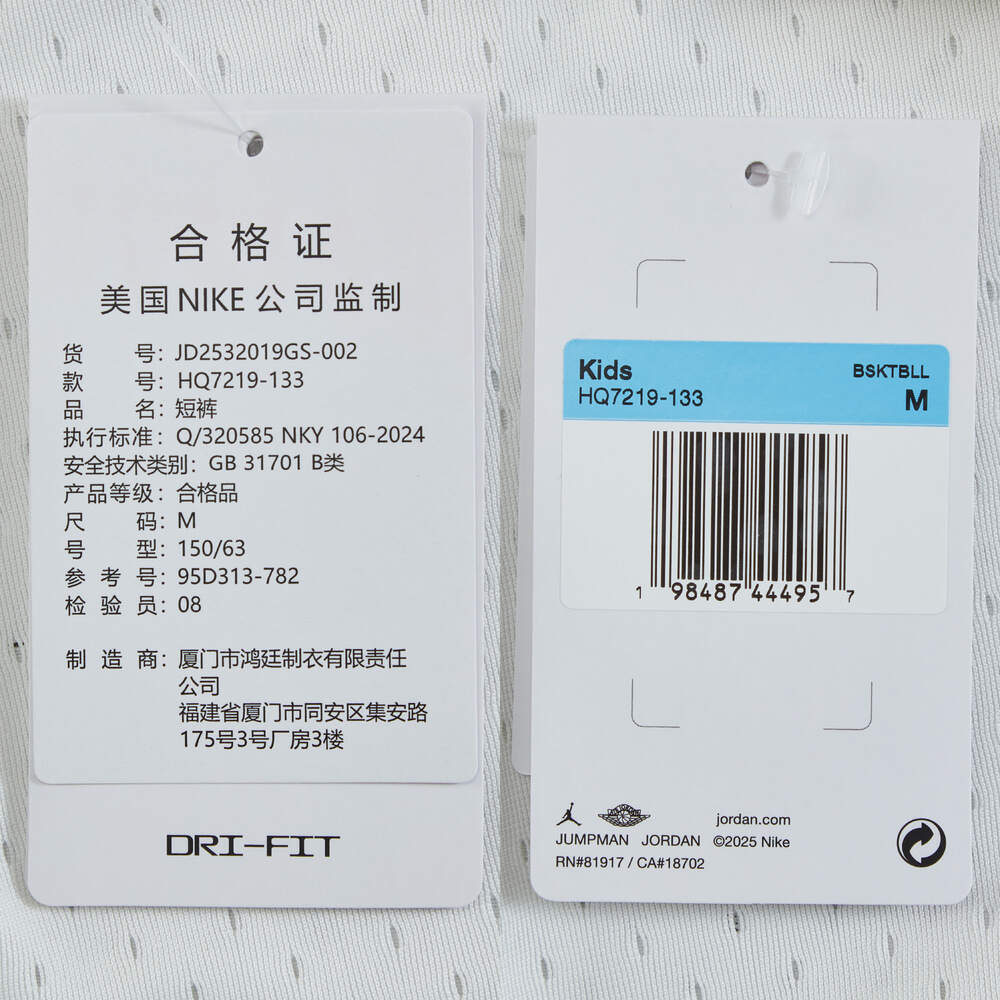 合格证
美国NIKE公司监制
货号：JD2532019GS-002
款号：HQ7219-133
品名：短裤
执行标准：Q/320585 NKY 106-2024
安全技术类别：GB 31701 B类
产品等级：合格品
尺码：M
号型：150/63
参考号：95D313-782
检验员：08
制造商：厦门市鸿廷制衣有限责任
公司
福建省厦门市同安区集安路
175号3号厂房3楼
DRI-FIT
Kids BSKTBLL
HQ7219-133 M
1 98487 44495 7
jordan.com
JUMPMAN JORDAN ©2025 Nike
RN#81917 / CA#18702